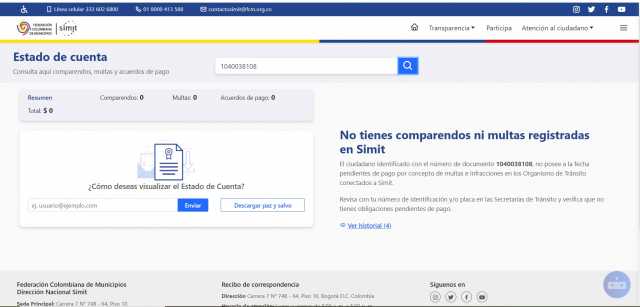 Línea celular 333 602 6800 01 8000 413 588 contactosimit@fcm.org.co
FEDERACIÓN COLOMBIANA DE MUNICIPIOS simit Transparencia Participa Atención al ciudadano
Estado de cuenta
Consulta aquí comparendos, multas y acuerdos de pago
1040038108
Resumen Comparendos: 0 Multas: 0 Acuerdos de pago: 0
Total: $ 0
No tienes comparendos ni multas registradas
en Simit
El ciudadano identificado con el número de documento 1040038108, no posee a la fecha
pendientes de pago por concepto de multas e infracciones en los Organismo de Tránsito
conectados a Simit.
¿Cómo deseas visualizar el Estado de Cuenta?
ej. usuario@ejemplo.com Enviar Descargar paz y salvo
Revisa con tu número de identificación y/o placa en las Secretarías de Tránsito y verifica que no
tienes obligaciones pendientes de pago.
Ver historial (4)
Federación Colombiana de Municipios
Dirección Nacional Simit
Sede Principal: Carrera 7 N° 74B - 64, Piso 10
Recibo de correspondencia
Dirección Carrera 7 N° 74B - 64, Piso 10, Bogotá D.C. Colombia
Síguenos en